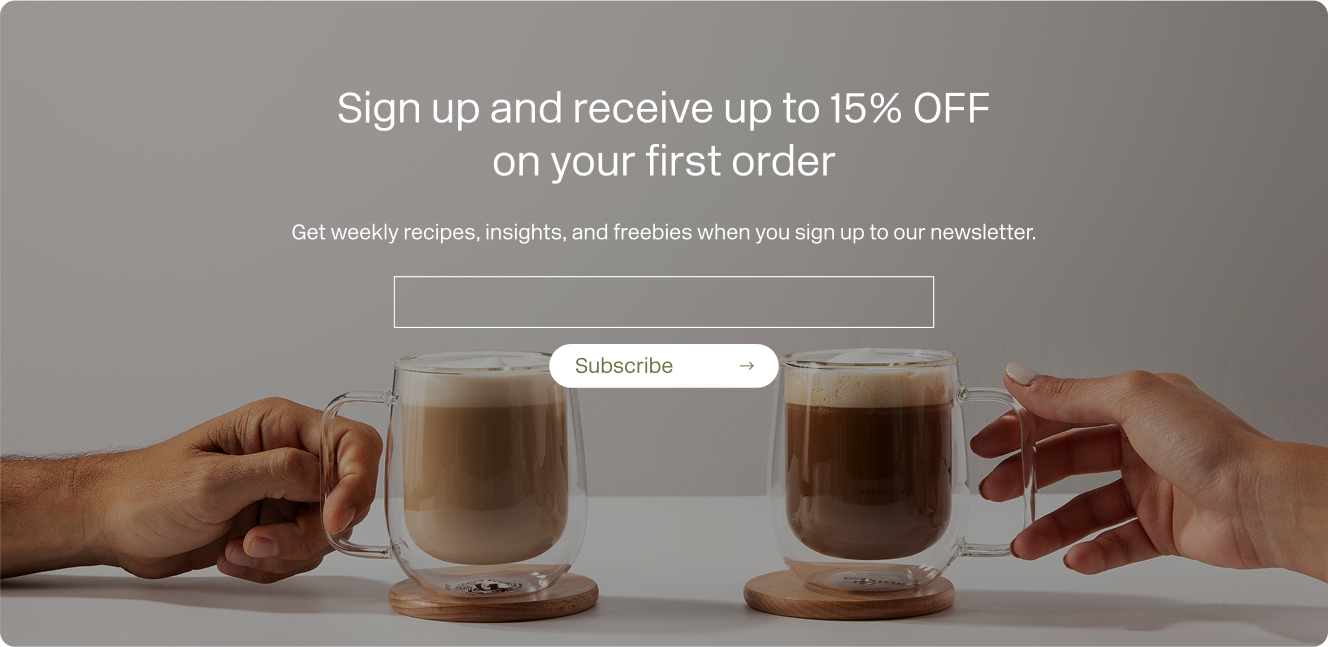 Sign up and receive up to 15% OFF
on your first order
Get weekly recipes, insights, and freebies when you sign up to our newsletter.
Subscribe →